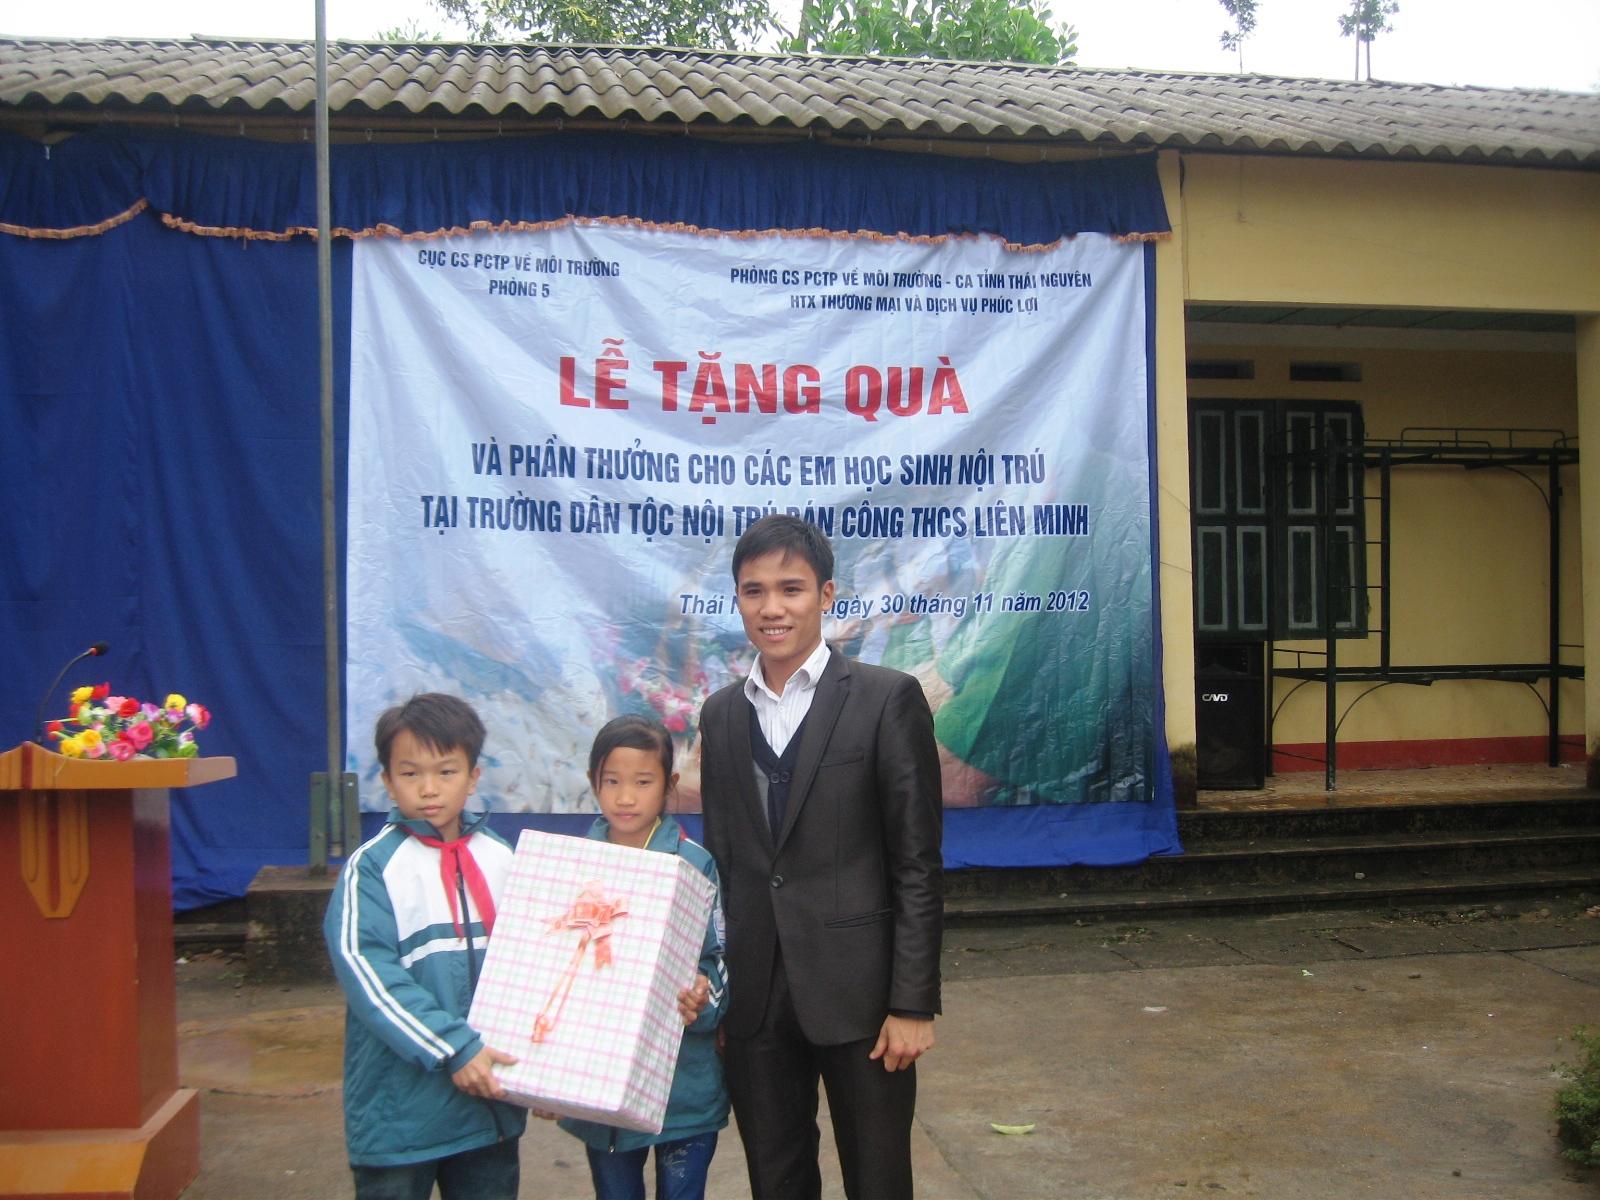 CỤC CS PCTP VỀ MÔI TRƯỜNG
PHÒNG 5
PHÒNG CS PCTP VỀ MÔI TRƯỜNG - CA TỈNH THÁI NGUYÊN
HTX THƯƠNG MẠI VÀ DỊCH VỤ PHÚC LỢI
LỄ TẶNG QUÀ
VÀ PHẦN THƯỞNG CHO CÁC EM HỌC SINH NỘI TRÚ
TẠI TRƯỜNG DÂN TỘC NỘI TRÚ BÁN CÔNG THCS LIÊN MINH
Thái ngày 30 tháng 11 năm 2012
CAVD